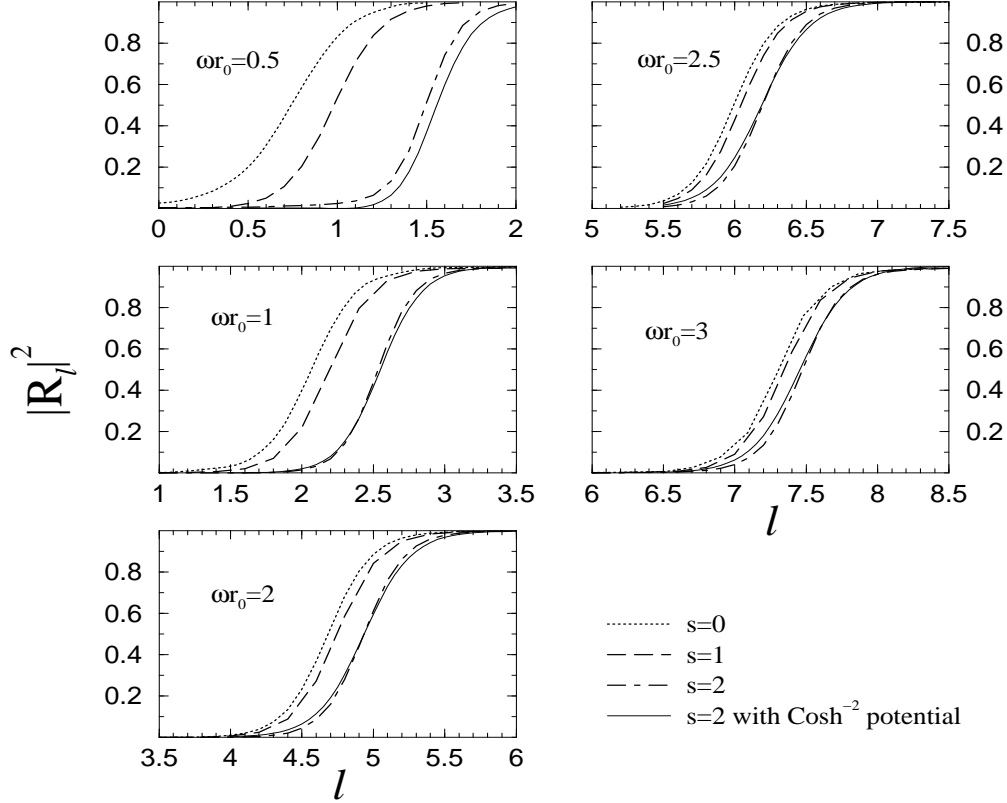 0.8
0.6
0.4
0.2
ωr₀=0.5
0 0.5 1 1.5 2
0.8
0.6
0.4
0.2
ωr₀=2.5
5 5.5 6 6.5 7 7.5
|R_l|²
0.8
0.6
0.4
0.2
ωr₀=1
1 1.5 2 2.5 3 3.5
0.8
0.6
0.4
0.2
ωr₀=3
6 6.5 7 7.5 8 8.5
l
0.8
0.6
0.4
0.2
ωr₀=2
3.5 4 4.5 5 5.5 6
l
s=0
s=1
s=2
s=2 with Cosh⁻² potential